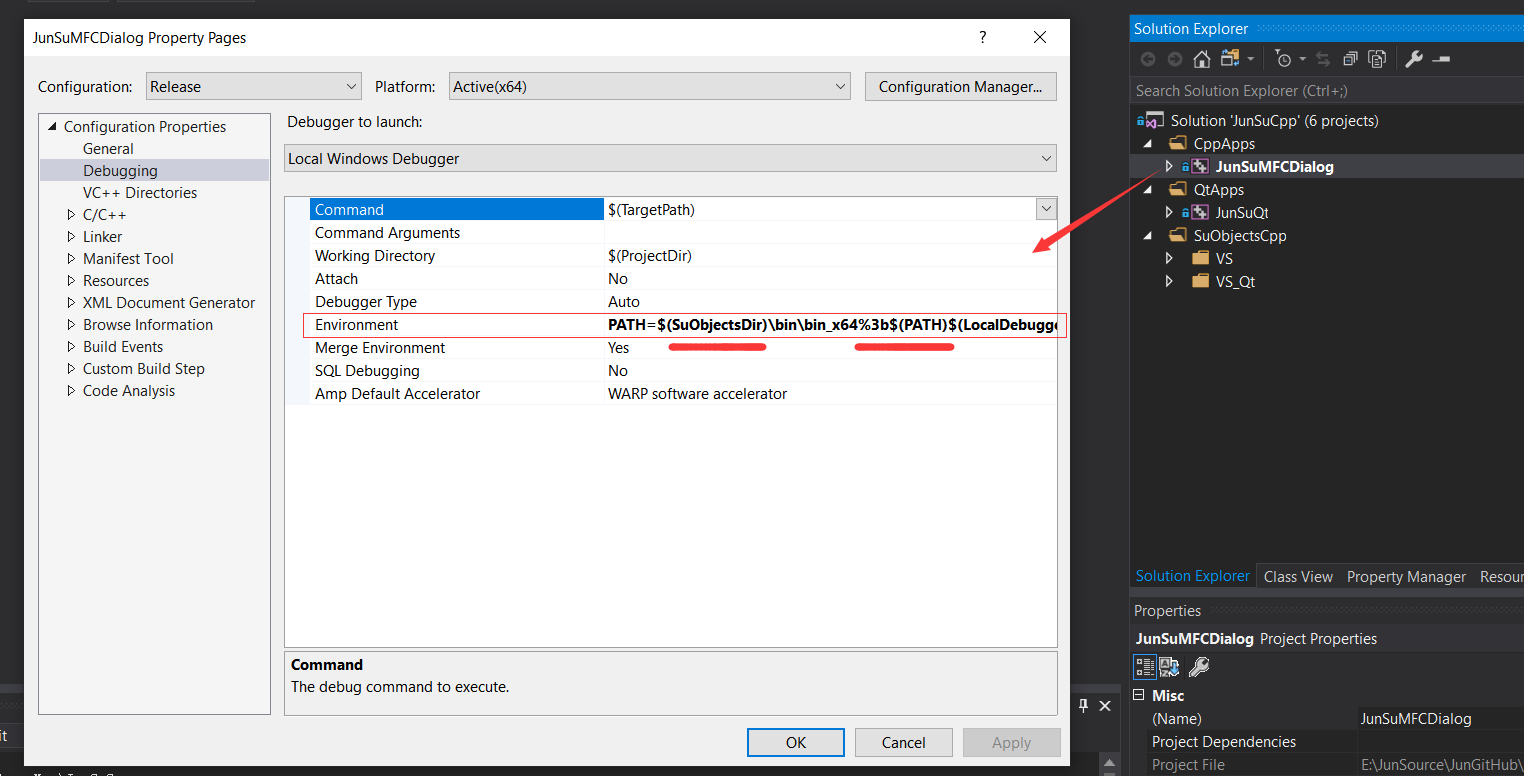 JunSuMFCDialog Property Pages
?
Configuration: Release Platform: Active(x64) Configuration Manager...
Configuration Properties
General
Debugging
VC++ Directories
C/C++
Linker
Manifest Tool
Resources
XML Document Generator
Browse Information
Build Events
Custom Build Step
Code Analysis
Debugger to launch:
Local Windows Debugger
Command $(TargetPath)
Command Arguments
Working Directory $(ProjectDir)
Attach No
Debugger Type Auto
Environment PATH=$(SuObjectsDir)\bin\bin_x64%3b$(PATH)$(LocalDebugge
Merge Environment Yes
SQL Debugging No
Amp Default Accelerator WARP software accelerator
Command
The debug command to execute.
OK Cancel Apply
Solution Explorer
Search Solution Explorer (Ctrl+;)
Solution 'JunSuCpp' (6 projects)
CppApps
JunSuMFCDialog
QtApps
JunSuQt
SuObjectsCpp
VS
VS_Qt
Solution Explorer Class View Property Manager Resour
Properties
JunSuMFCDialog Project Properties
Misc
(Name) JunSuMFCDialog
Project Dependencies
Project File E:\JunSource\JunGitHub\
it